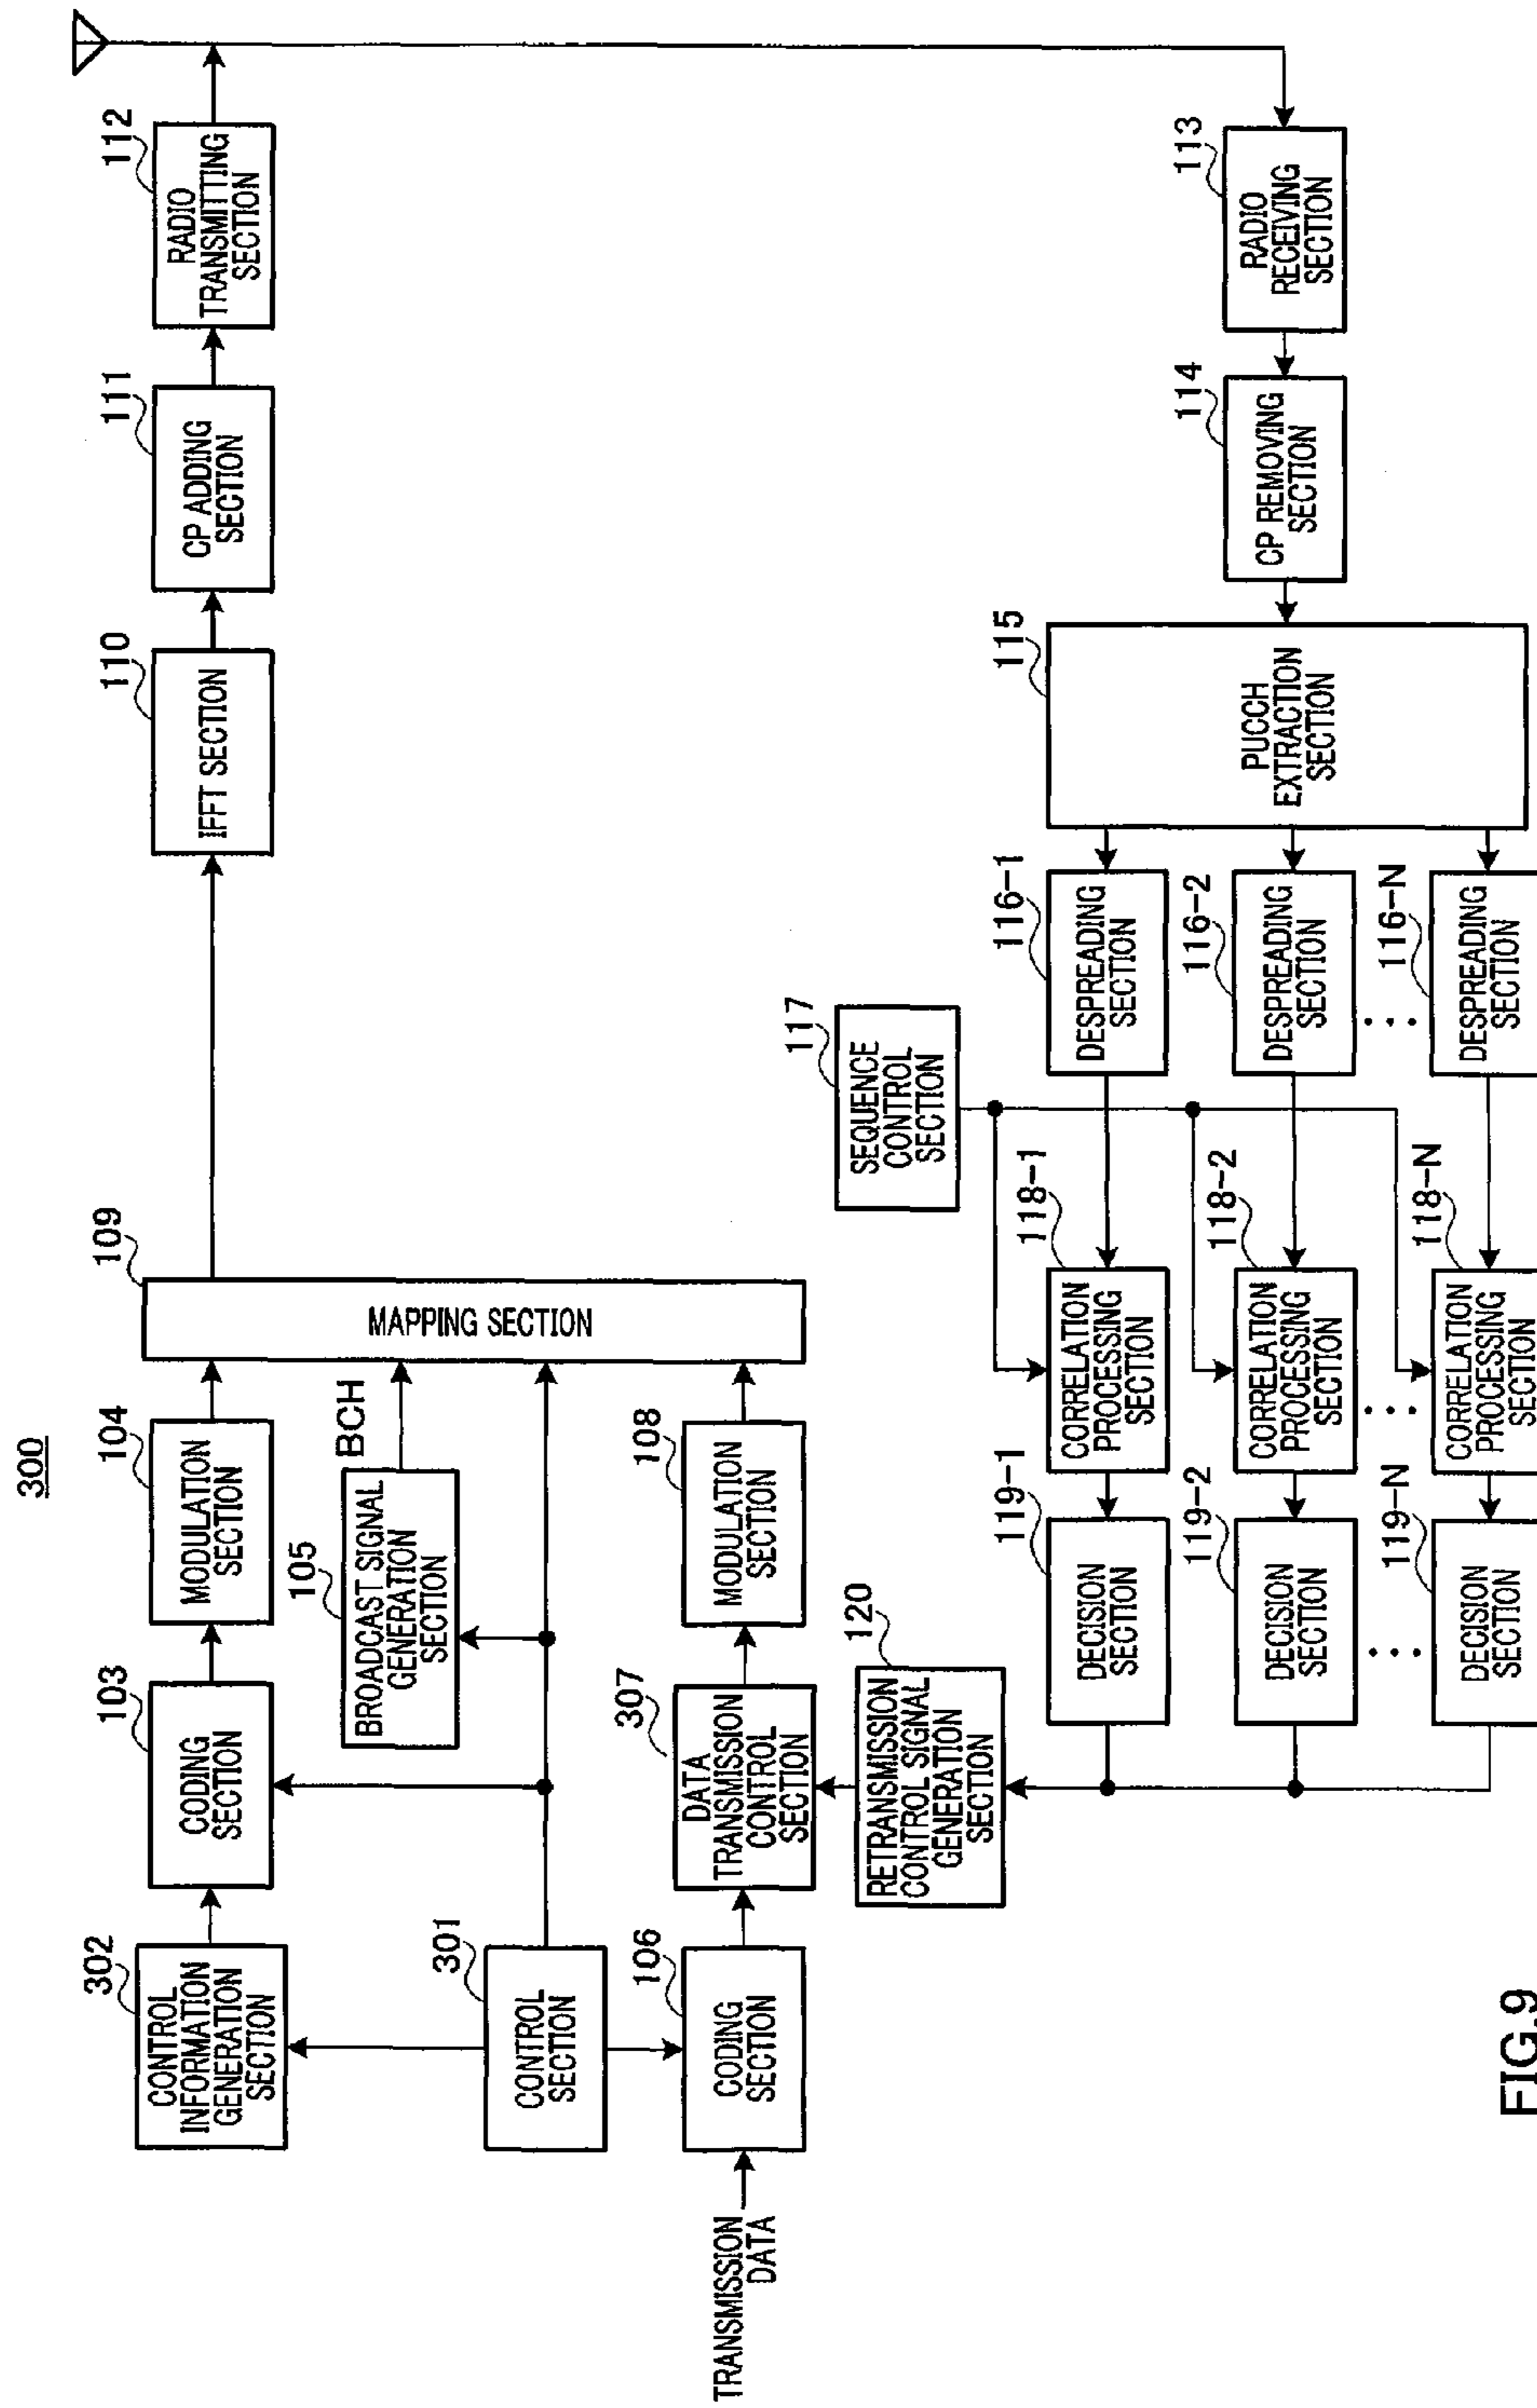 300
302
CONTROL
INFORMATION
GENERATION
SECTION
103
CODING
SECTION
104
MODULATION
SECTION
109
MAPPING SECTION
110
IFFT SECTION
111
CP ADDING
SECTION
112
RADIO
TRANSMITTING
SECTION
105
BROADCAST SIGNAL
GENERATION
SECTION
BCH
301
CONTROL
SECTION
TRANSMISSION
DATA
106
CODING
SECTION
307
DATA
TRANSMISSION
CONTROL
SECTION
108
MODULATION
SECTION
120
RETRANSMISSION
CONTROL SIGNAL
GENERATION
SECTION
117
SEQUENCE
CONTROL
SECTION
119-1
DECISION
SECTION
118-1
CORRELATION
PROCESSING
SECTION
116-1
DESPREADING
SECTION
115
PUCCH
EXTRACTION
SECTION
114
CP REMOVING
SECTION
113
RADIO
RECEIVING
SECTION
119-2
DECISION
SECTION
118-2
CORRELATION
PROCESSING
SECTION
116-2
DESPREADING
SECTION
119-N
DECISION
SECTION
118-N
CORRELATION
PROCESSING
SECTION
116-N
DESPREADING
SECTION
FIG.9